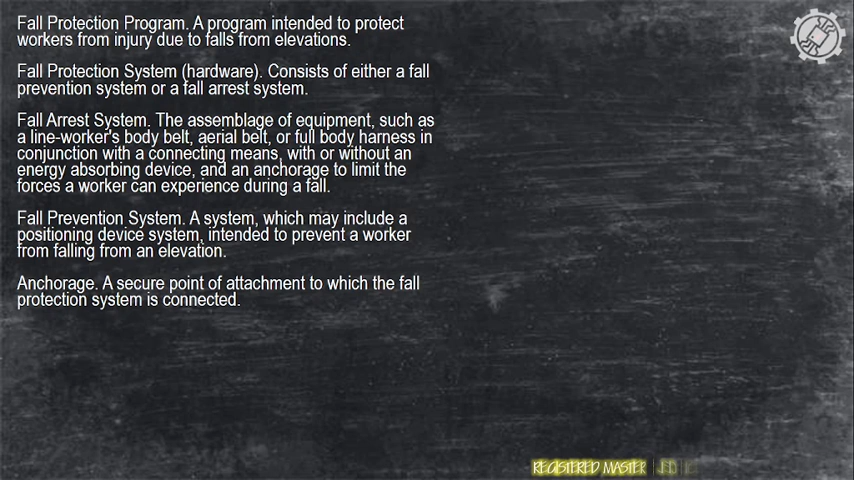 Fall Protection Program. A program intended to protect
workers from injury due to falls from elevations.
Fall Protection System (hardware). Consists of either a fall
prevention system or a fall arrest system.
Fall Arrest System. The assemblage of equipment, such as
a line-worker's body belt, aerial belt, or full body harness in
conjunction with a connecting means, with or without an
energy absorbing device, and an anchorage to limit the
forces a worker can experience during a fall.
Fall Prevention System. A system, which may include a
positioning device system, intended to prevent a worker
from falling from an elevation.
Anchorage. A secure point of attachment to which the fall
protection system is connected.
REGISTERED MASTER